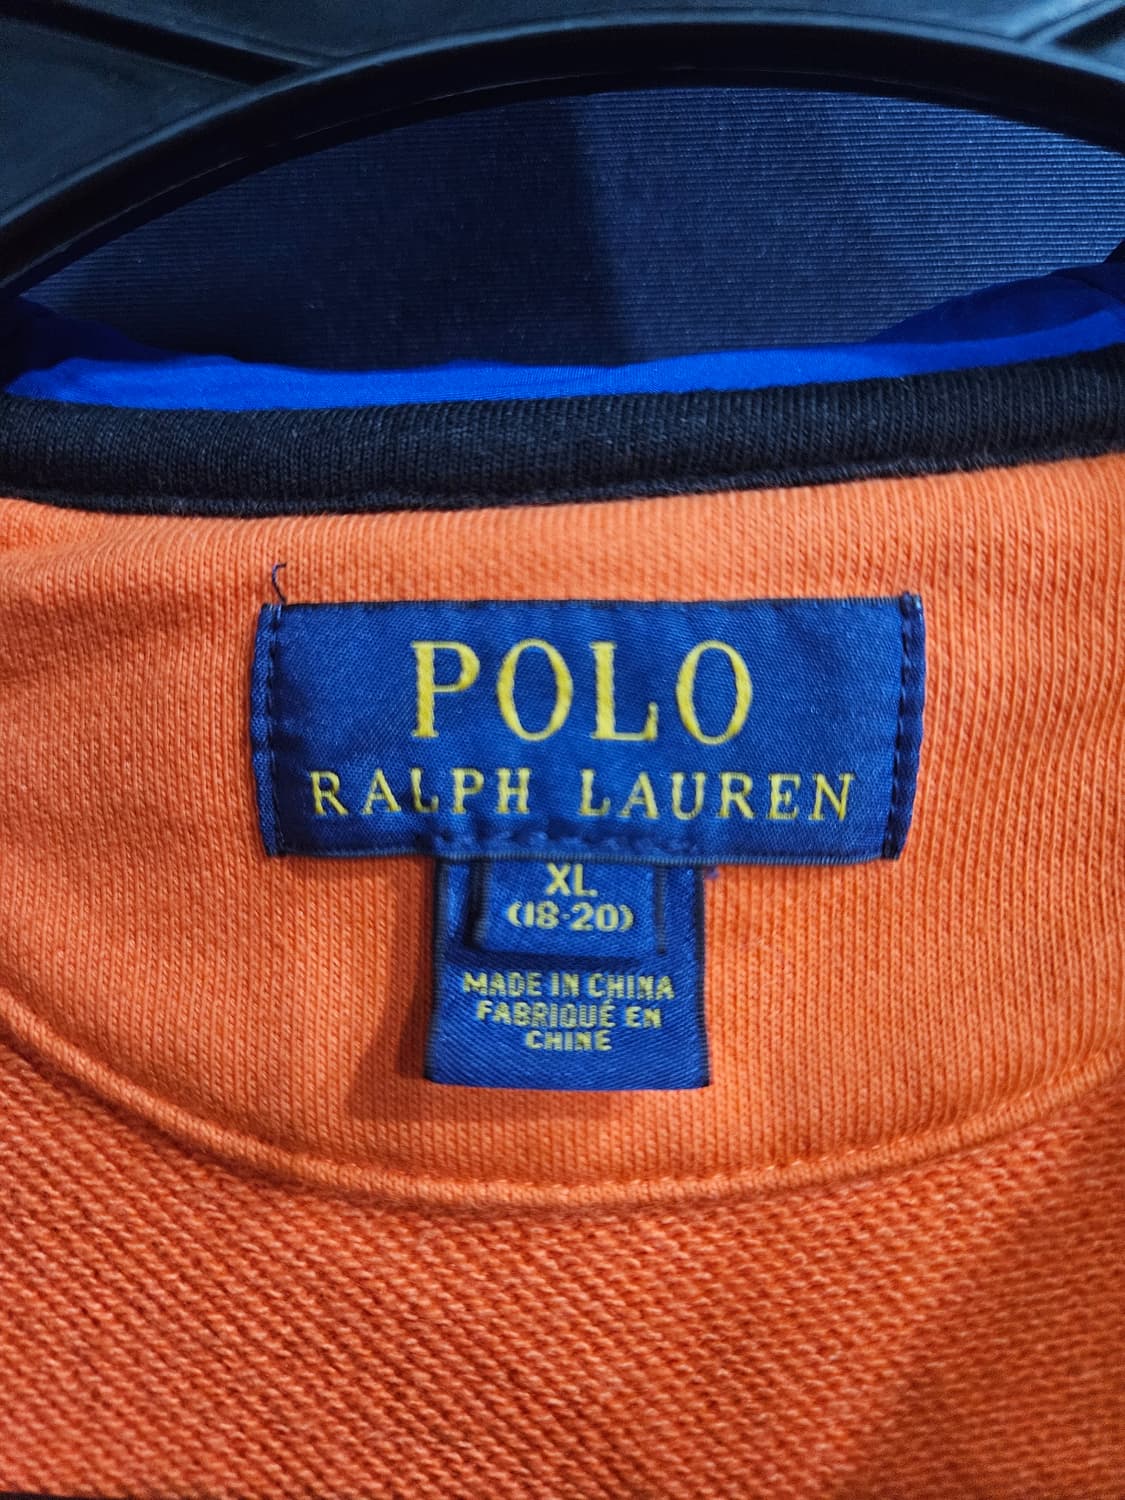 POLO
RALPH LAUREN
XL
(18-20)
MADE IN CHINA
FABRIQUÉ EN
CHINE